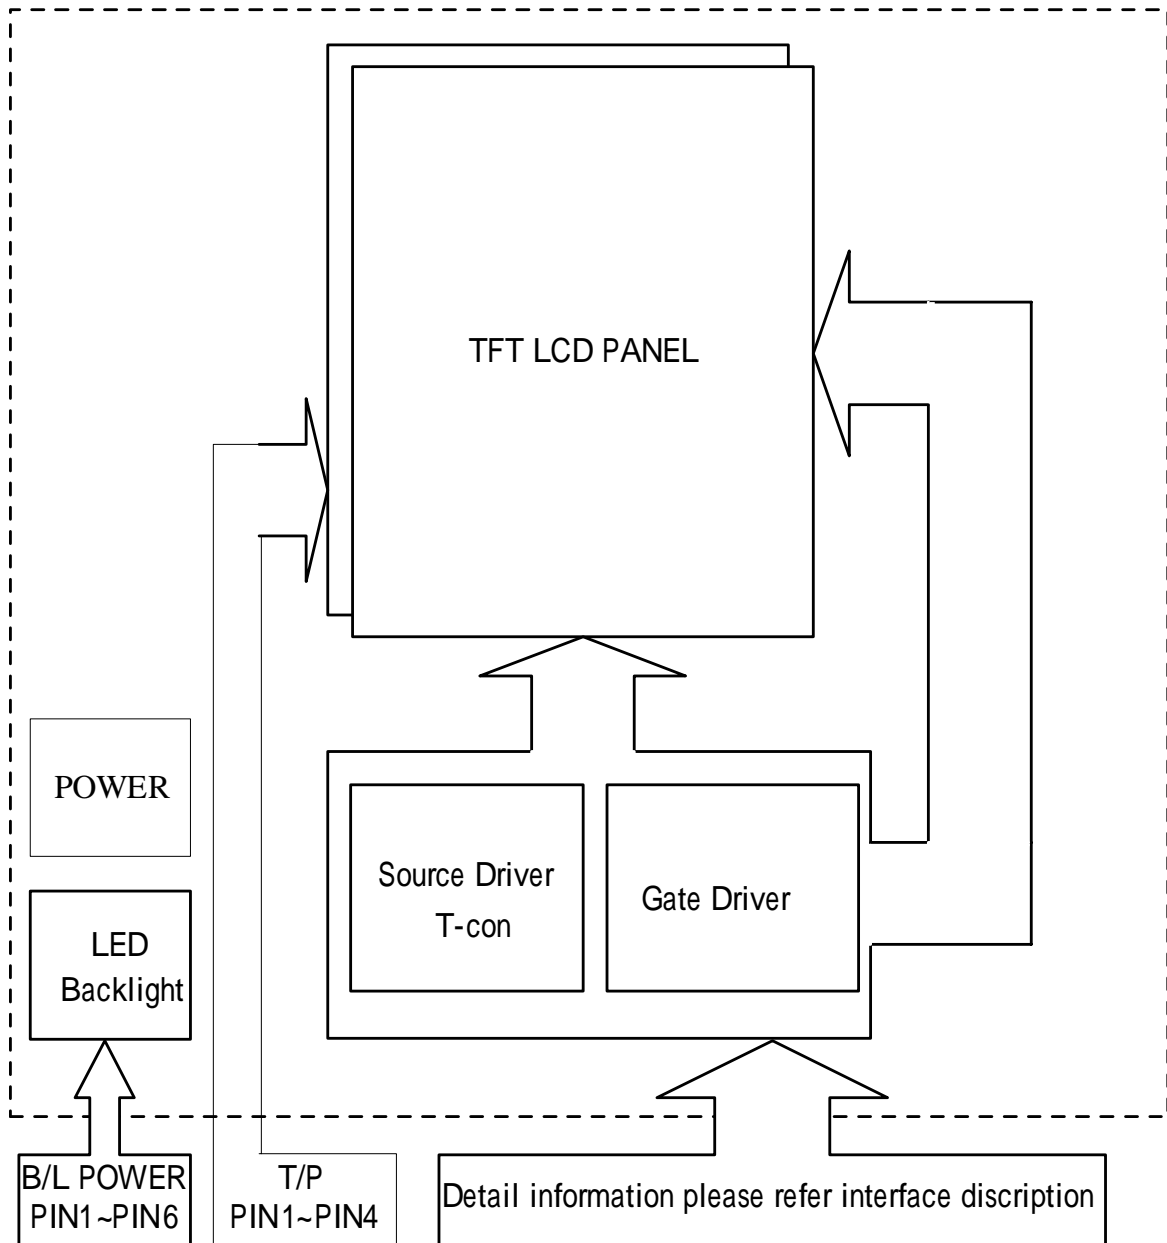 TFT LCD PANEL
POWER
Source Driver
T-con
Gate Driver
LED
Backlight
B/L POWER
PIN1~PIN6
T/P
PIN1~PIN4
Detail information please refer interface discription